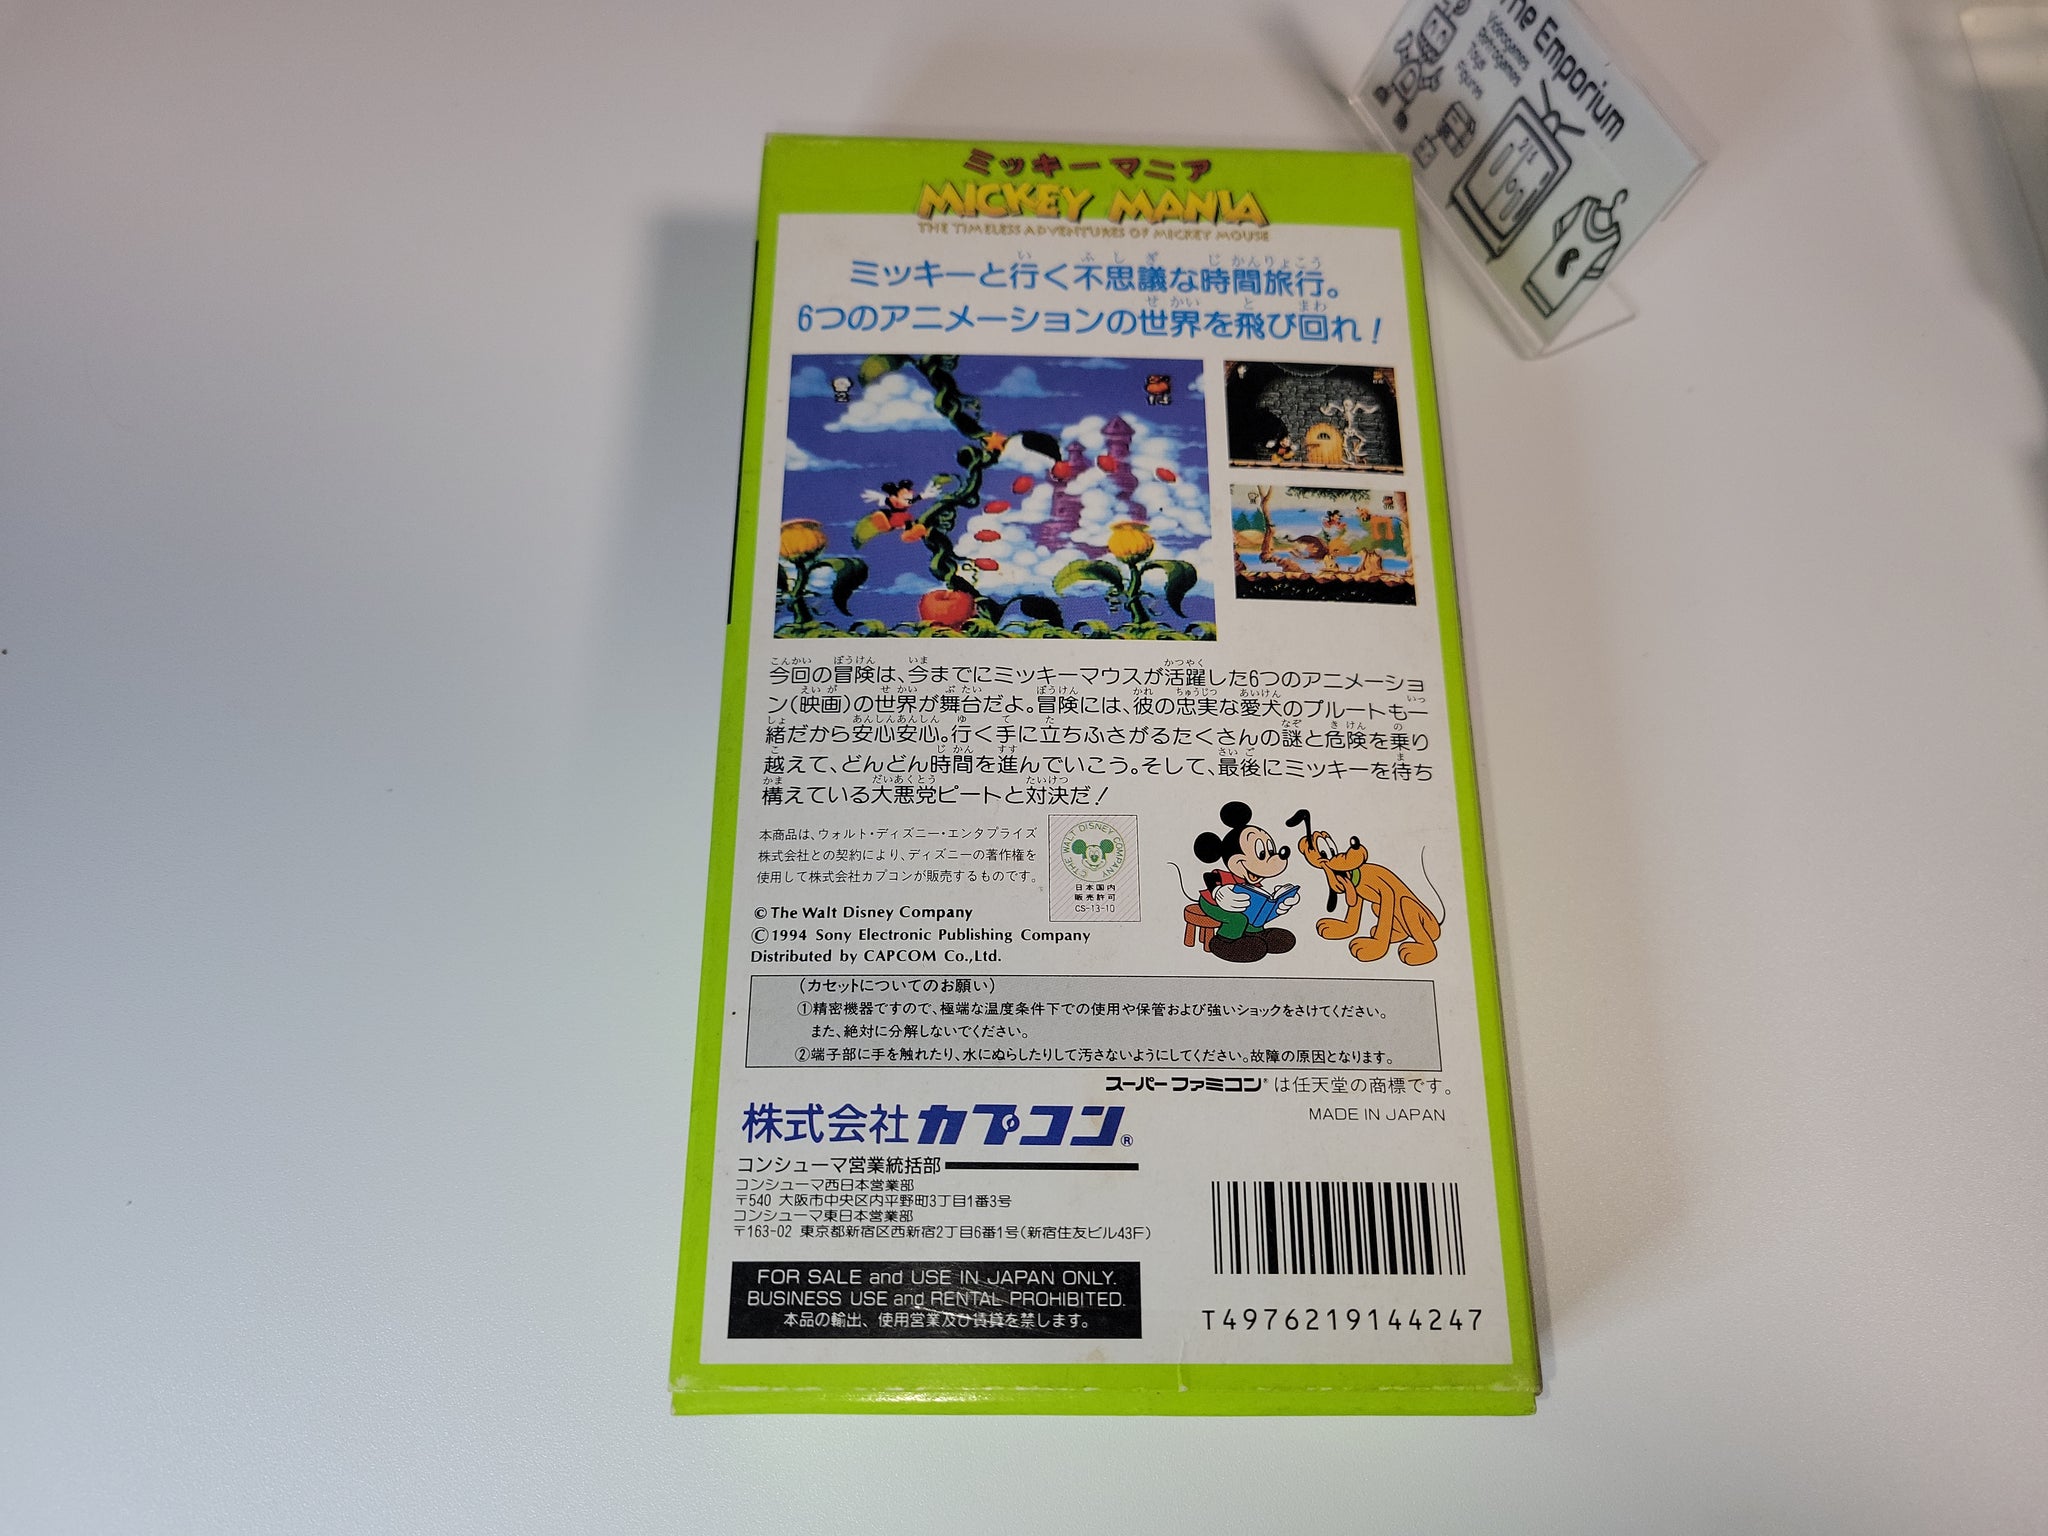 The Emporium
Videogames
Retrogames
Toys
Figures
ミッキーマニア
MICKEY MANIA
THE TIMELESS ADVENTURES OF MICKEY MOUSE
ミッキーと行く不思議な時間旅行。
6つのアニメーションの世界を飛び回れ！
今回の冒険は、今までにミッキーマウスが活躍した6つのアニメーショ
ン(映画)の世界が舞台だよ。冒険には、彼の忠実な愛犬のプルートも一
緒だから安心安心。行く手に立ちふさがるたくさんの謎と危険を乗り
越えて、どんどん時間を進んでいこう。そして、最後にミッキーを待ち
構えている大悪党ピートと対決だ！
本商品は、ウォルト・ディズニー・エンタプライズ
株式会社との契約により、ディズニーの著作権を
使用して株式会社カプコンが販売するものです。
©THE WALT DISNEY COMPANY
日本国内
販売許可
CS-13-10
© The Walt Disney Company
© 1994 Sony Electronic Publishing Company
Distributed by CAPCOM Co.,Ltd.
(カセットについてのお願い)
①精密機器ですので、極端な温度条件下での使用や保管および強いショックをさけてください。
また、絶対に分解しないでください。
②端子部に手を触れたり、水にぬらしたりして汚さないようにしてください。故障の原因となります。
スーパーファミコン®は任天堂の商標です。
MADE IN JAPAN
株式会社カプコン®
コンシューマ営業統括部
コンシューマ西日本営業部
〒540 大阪市中央区内平野町3丁目1番3号
コンシューマ東日本営業部
〒163-02 東京都新宿区西新宿2丁目6番1号(新宿住友ビル43F)
FOR SALE and USE IN JAPAN ONLY.
BUSINESS USE and RENTAL PROHIBITED.
本品の輸出、使用営業及び賃貸を禁じます。
T4976219144247